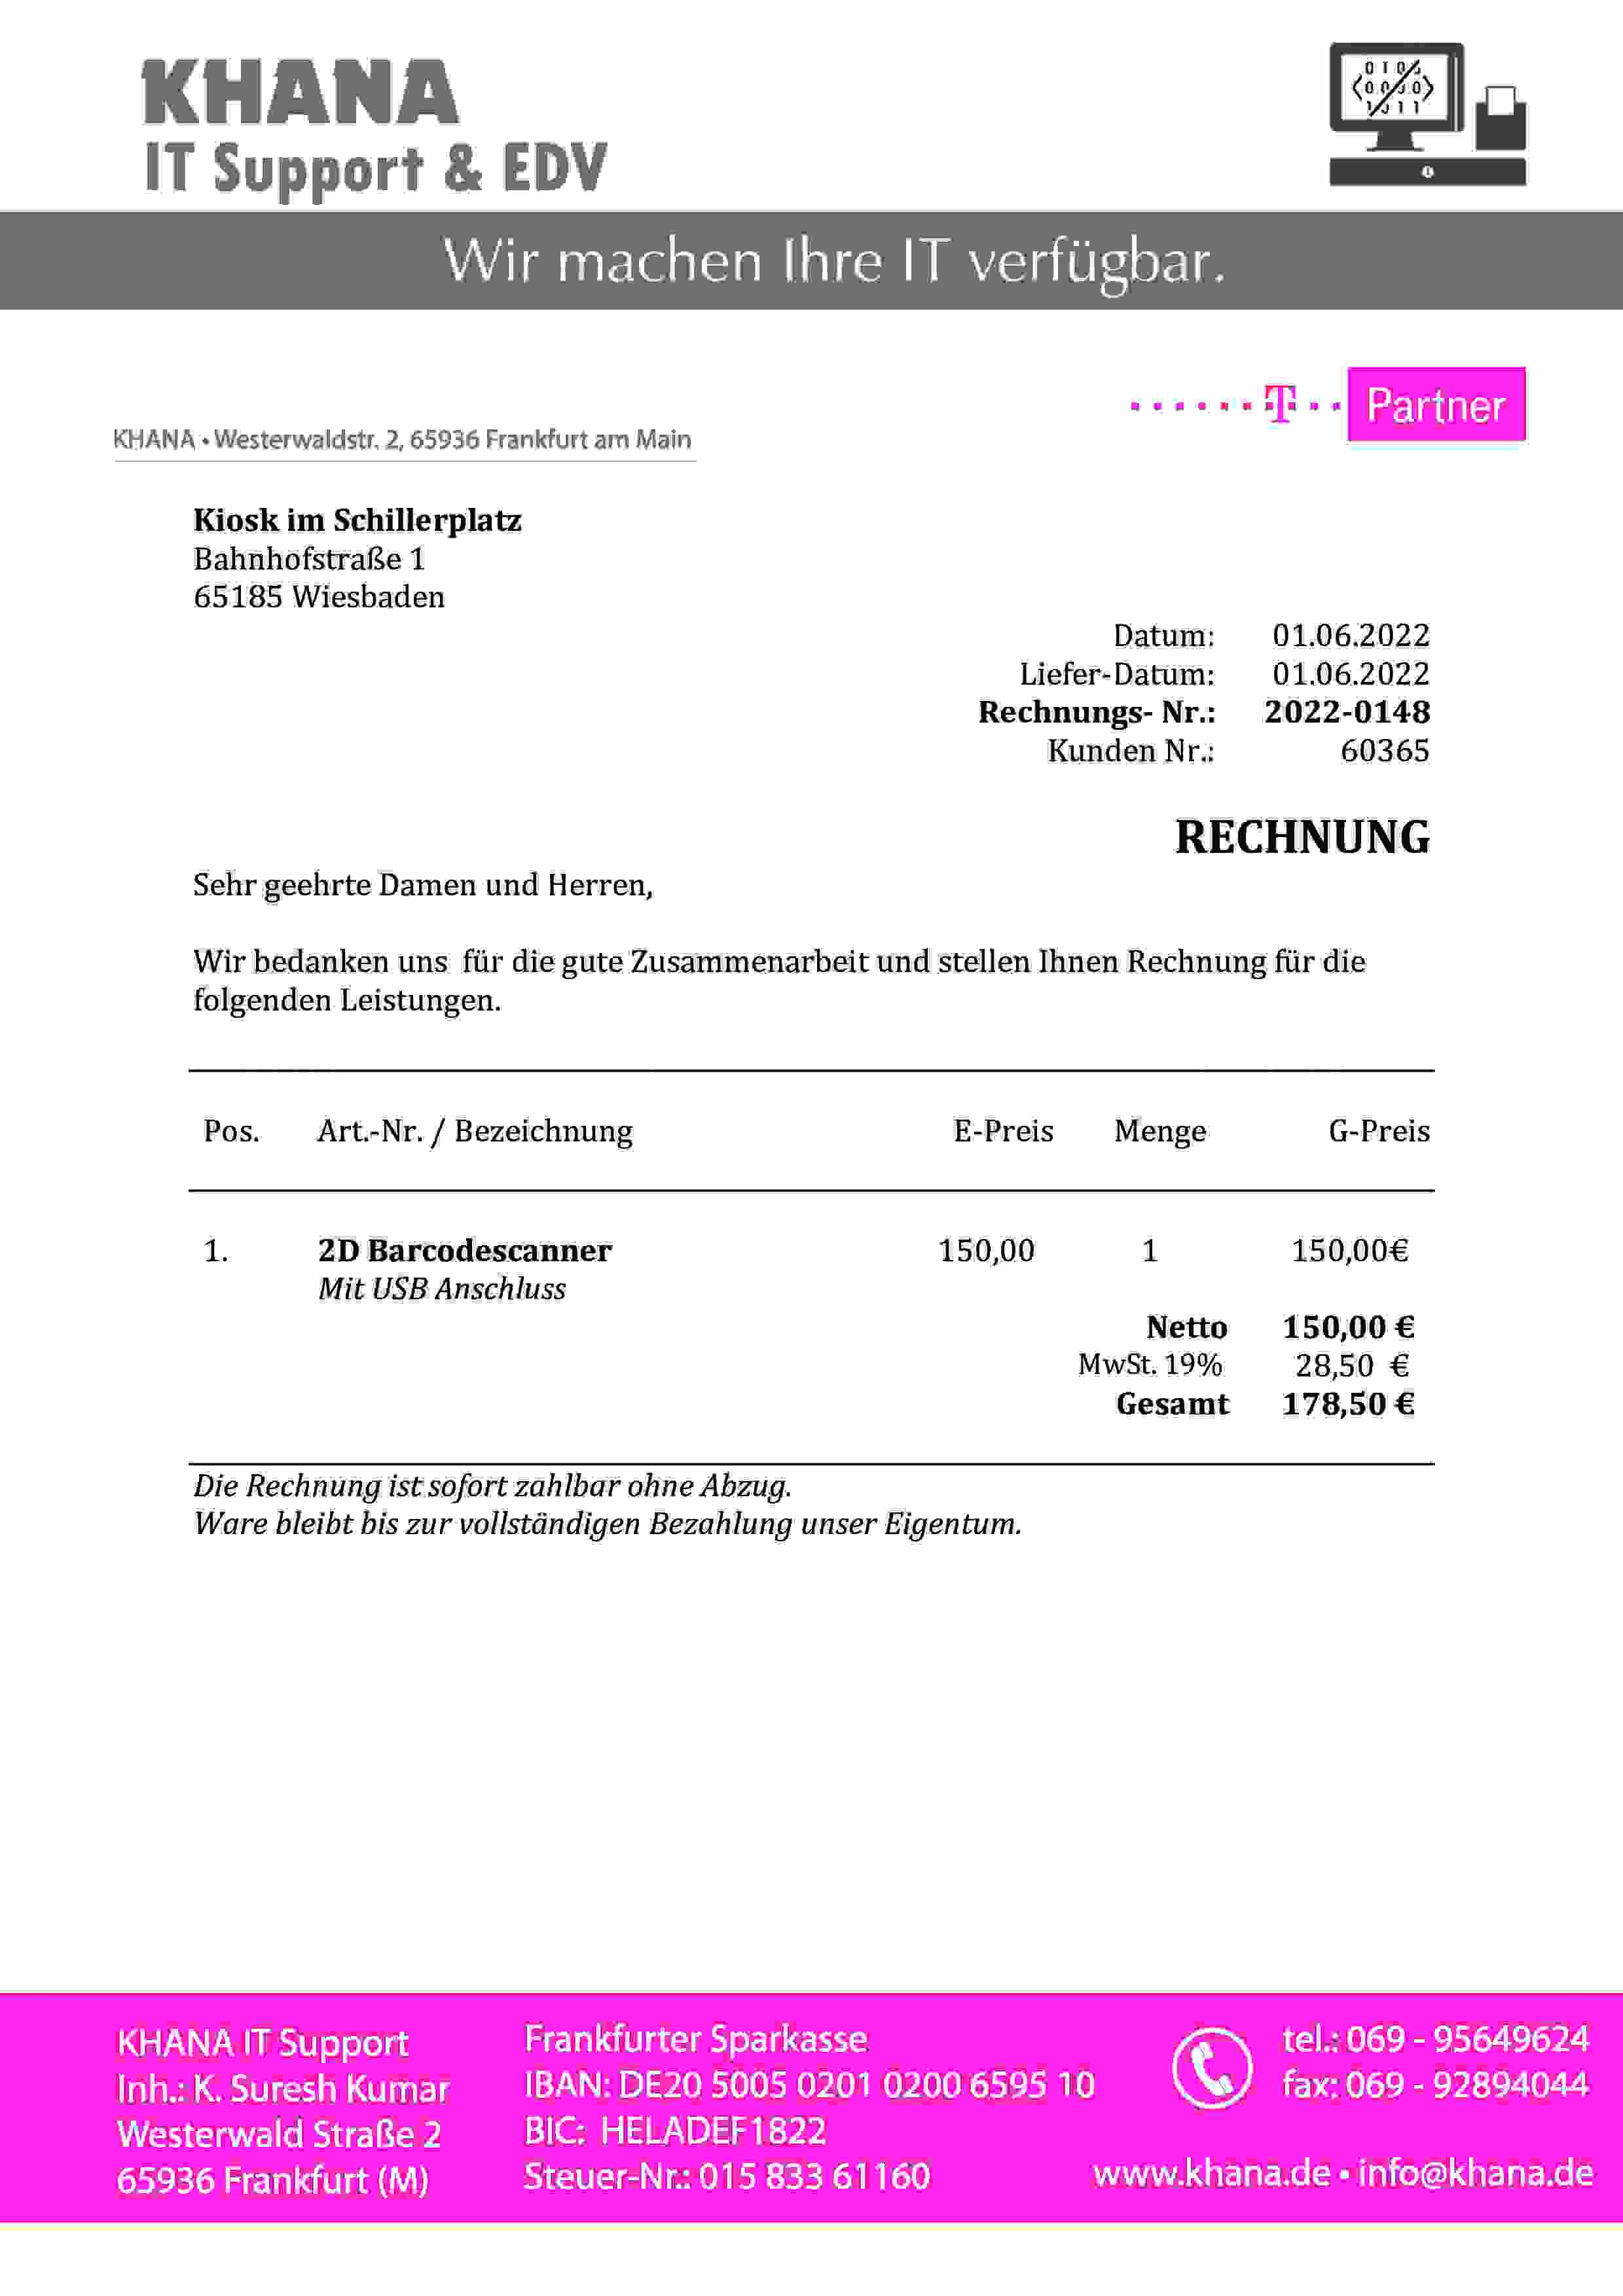 KHANA
IT Support & EDV
Wir machen Ihre IT verfügbar.
T Partner
KHANA • Westerwaldstr. 2, 65936 Frankfurt am Main
Kiosk im Schillerplatz
Bahnhofstraße 1
65185 Wiesbaden
Datum: 01.06.2022
Liefer-Datum: 01.06.2022
Rechnungs- Nr.: 2022-0148
Kunden Nr.: 60365
RECHNUNG
Sehr geehrte Damen und Herren,
Wir bedanken uns für die gute Zusammenarbeit und stellen Ihnen Rechnung für die
folgenden Leistungen.
Pos. Art.-Nr. / Bezeichnung E-Preis Menge G-Preis
1. 2D Barcodescanner 150,00 1 150,00€
Mit USB Anschluss
Netto 150,00 €
MwSt. 19% 28,50 €
Gesamt 178,50 €
Die Rechnung ist sofort zahlbar ohne Abzug.
Ware bleibt bis zur vollständigen Bezahlung unser Eigentum.
KHANA IT Support
Inh.: K. Suresh Kumar
Westerwald Straße 2
65936 Frankfurt (M)
Frankfurter Sparkasse
IBAN: DE20 5005 0201 0200 6595 10
BIC: HELADEF1822
Steuer-Nr.: 015 833 61160
tel.: 069 - 95649624
fax: 069 - 92894044
www.khana.de • info@khana.de